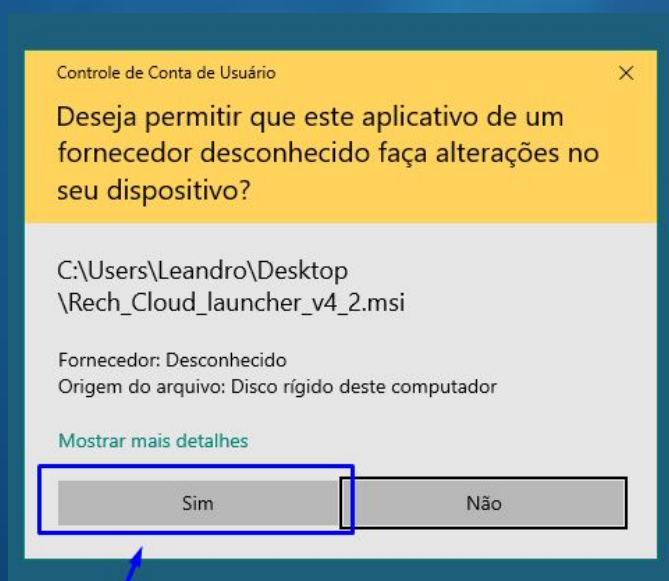 Controle de Conta de Usuário
Deseja permitir que este aplicativo de um
fornecedor desconhecido faça alterações no
seu dispositivo?
C:\Users\Leandro\Desktop
\Rech_Cloud_launcher_v4_2.msi
Fornecedor: Desconhecido
Origem do arquivo: Disco rígido deste computador
Mostrar mais detalhes
Sim
Não